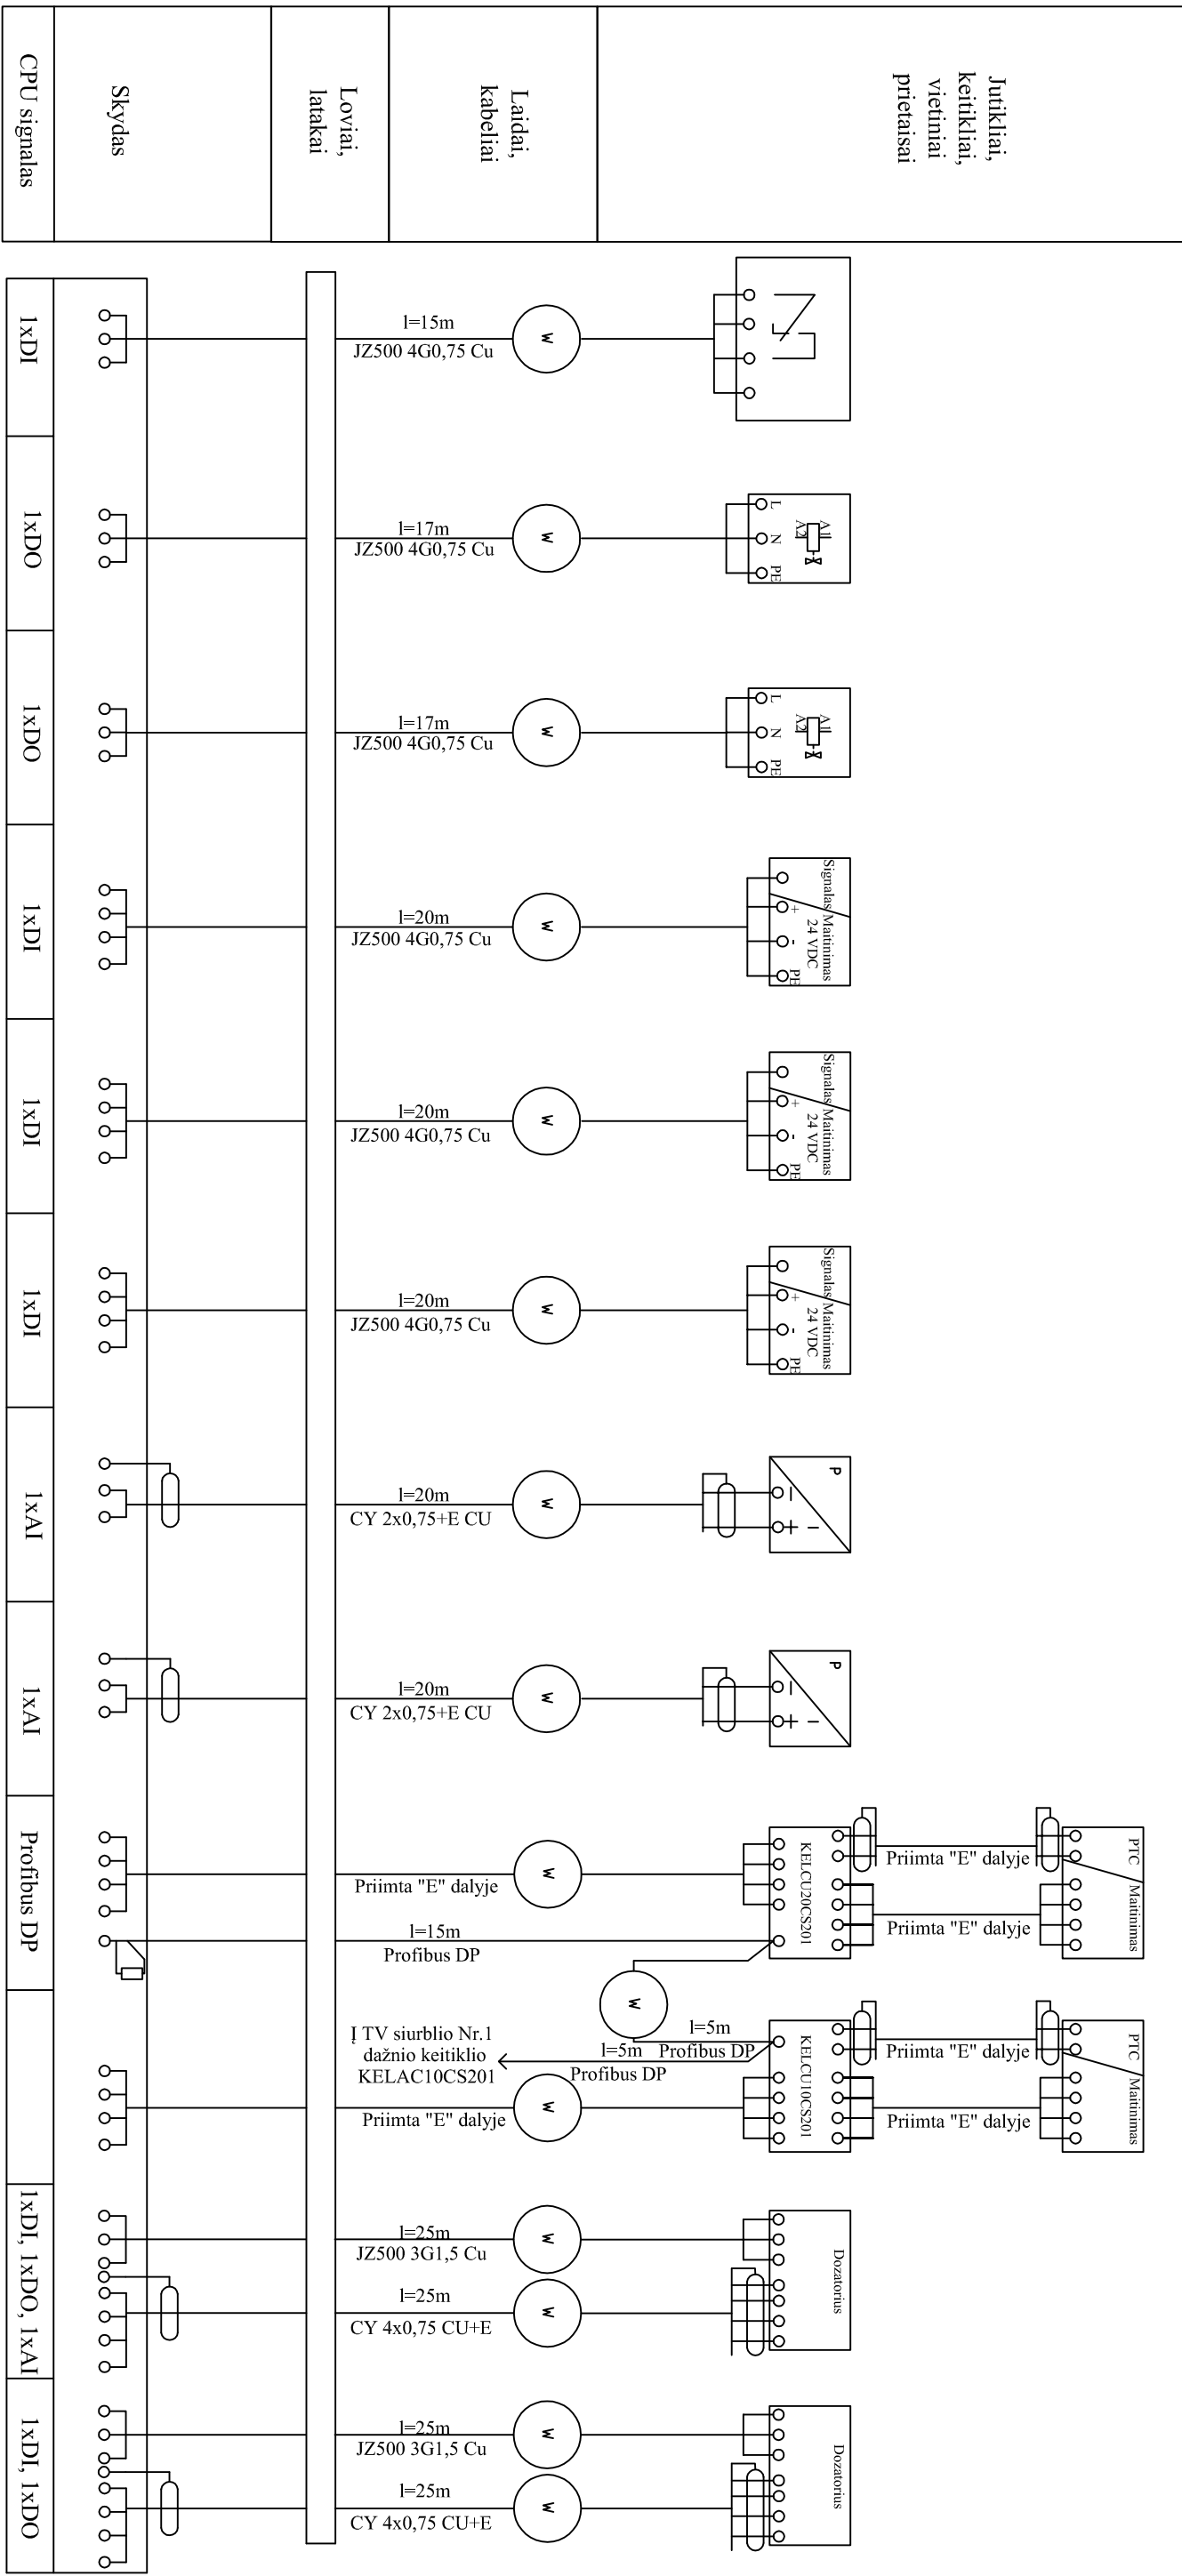 Jutikliai,
keitikliai,
vietiniai
prietaisai
Laidai,
kabeliai
Loviai,
latakai
Skydas
CPU signalas
l=15m
JZ500 4G0,75 Cu
W
1xDI
L
N
PE
A1
A2
l=17m
JZ500 4G0,75 Cu
W
1xDO
L
N
PE
A1
A2
l=17m
JZ500 4G0,75 Cu
W
1xDO
Signalas Maitinimas
24 VDC
+
-
PE
l=20m
JZ500 4G0,75 Cu
W
1xDI
Signalas Maitinimas
24 VDC
+
-
PE
l=20m
JZ500 4G0,75 Cu
W
1xDI
Signalas Maitinimas
24 VDC
+
-
PE
l=20m
JZ500 4G0,75 Cu
W
1xDI
P
I
- +
l=20m
CY 2x0,75+E CU
W
1xAI
P
I
- +
l=20m
CY 2x0,75+E CU
W
1xAI
PTC Maitinimas
Priimta "E" dalyje
Priimta "E" dalyje
KELCU20CS201
W
Priimta "E" dalyje
l=15m
Profibus DP
Profibus DP
W
l=5m
Profibus DP
l=5m
Profibus DP
Į TV siurblio Nr.1
dažnio keitiklio
KELAC10CS201
PTC Maitinimas
Priimta "E" dalyje
Priimta "E" dalyje
KELCU10CS201
W
Priimta "E" dalyje
Dozatorius
l=25m
JZ500 3G1,5 Cu
W
l=25m
CY 4x0,75 CU+E
W
1xDI, 1xDO, 1xAI
Dozatorius
l=25m
JZ500 3G1,5 Cu
W
l=25m
CY 4x0,75 CU+E
W
1xDI, 1xDO